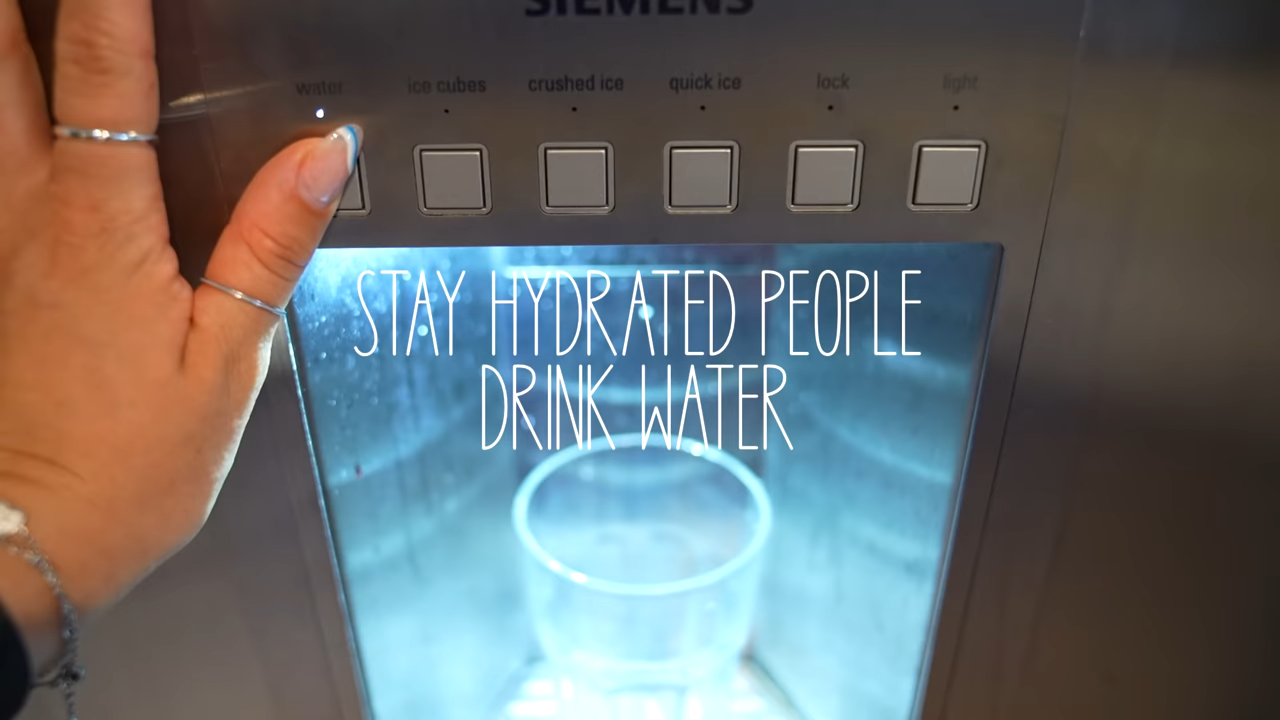 SIEMENS
water ice cubes crushed ice quick ice lock light
STAY HYDRATED PEOPLE
DRINK WATER